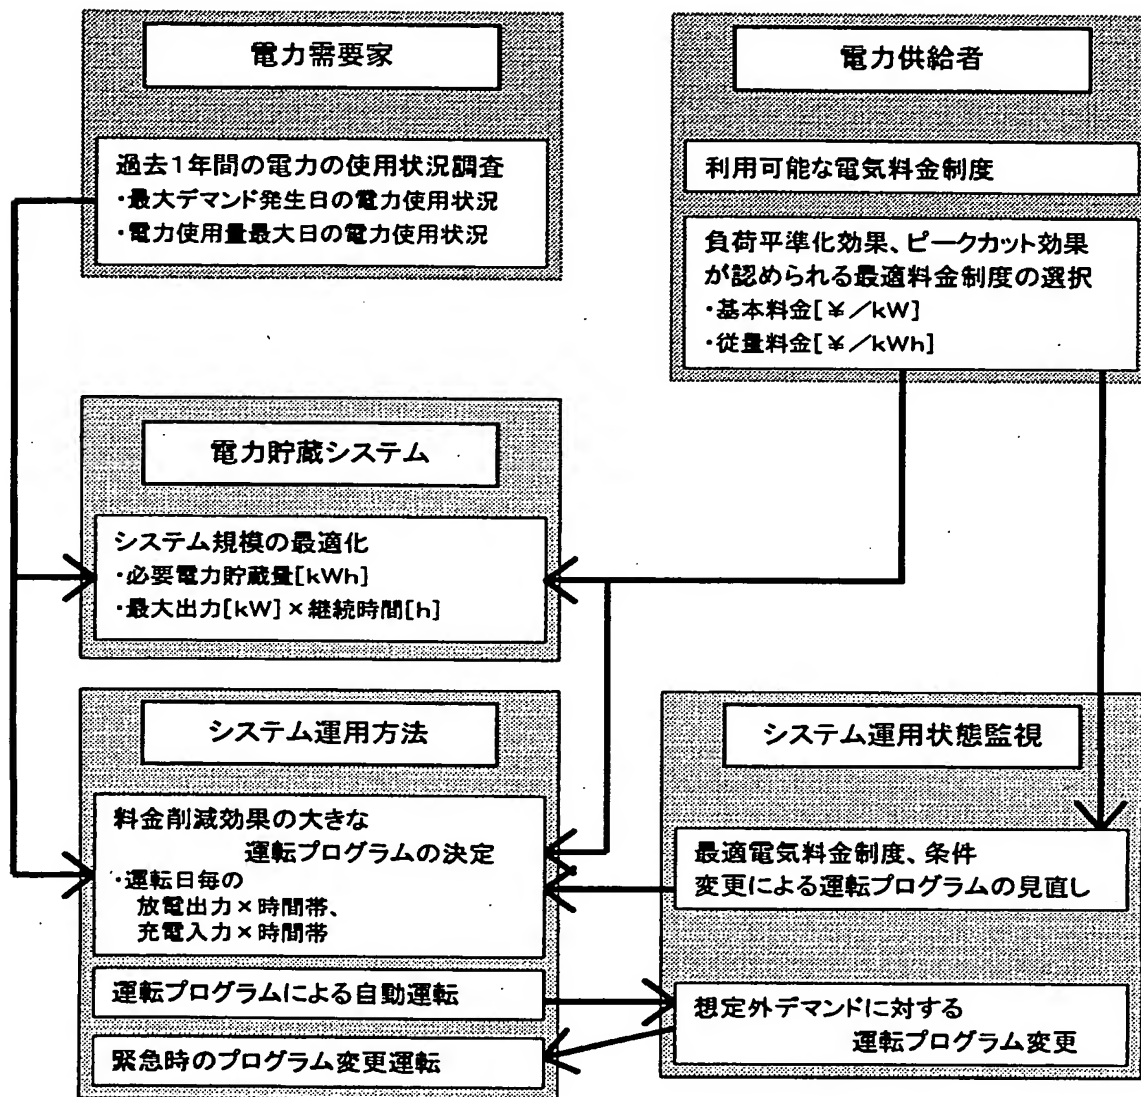 電力需要家
過去1年間の電力の使用状況調査
・最大デマンド発生日の電力使用状況
・電力使用量最大日の電力使用状況
電力供給者
利用可能な電気料金制度
負荷平準化効果、ピークカット効果
が認められる最適料金制度の選択
・基本料金[¥/kW]
・従量料金[¥/kWh]
電力貯蔵システム
システム規模の最適化
・必要電力貯蔵量[kWh]
・最大出力[kW]×継続時間[h]
システム運用方法
料金削減効果の大きな
運転プログラムの決定
・運転日毎の
放電出力×時間帯、
充電入力×時間帯
運転プログラムによる自動運転
緊急時のプログラム変更運転
システム運用状態監視
最適電気料金制度、条件
変更による運転プログラムの見直し
想定外デマンドに対する
運転プログラム変更